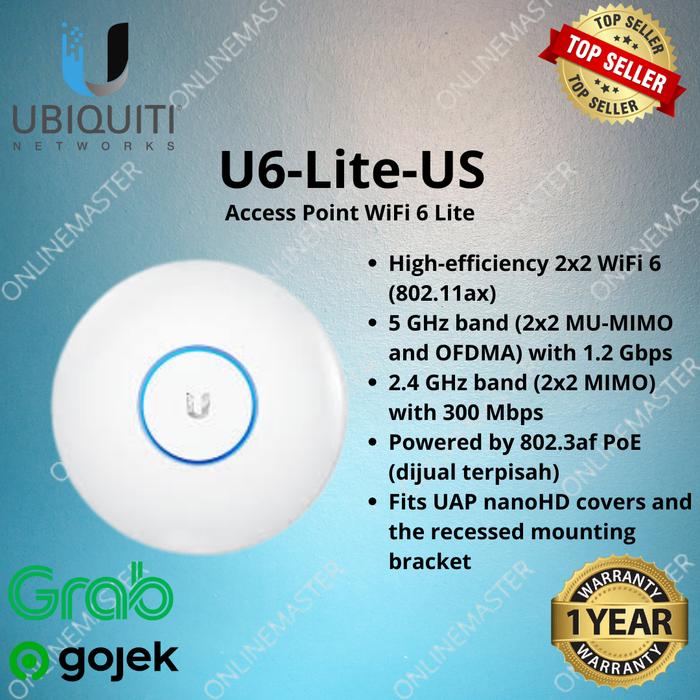 UBIQUITI
NETWORKS
TOP SELLER
TOP SELLER
TOP SELLER
U6-Lite-US
Access Point WiFi 6 Lite
• High-efficiency 2x2 WiFi 6
(802.11ax)
• 5 GHz band (2x2 MU-MIMO
and OFDMA) with 1.2 Gbps
• 2.4 GHz band (2x2 MIMO)
with 300 Mbps
• Powered by 802.3af PoE
(dijual terpisah)
• Fits UAP nanoHD covers and
the recessed mounting
bracket
U
Grab
gojek
WARRANTY
1 YEAR
WARRANTY
ONLINEMASTER